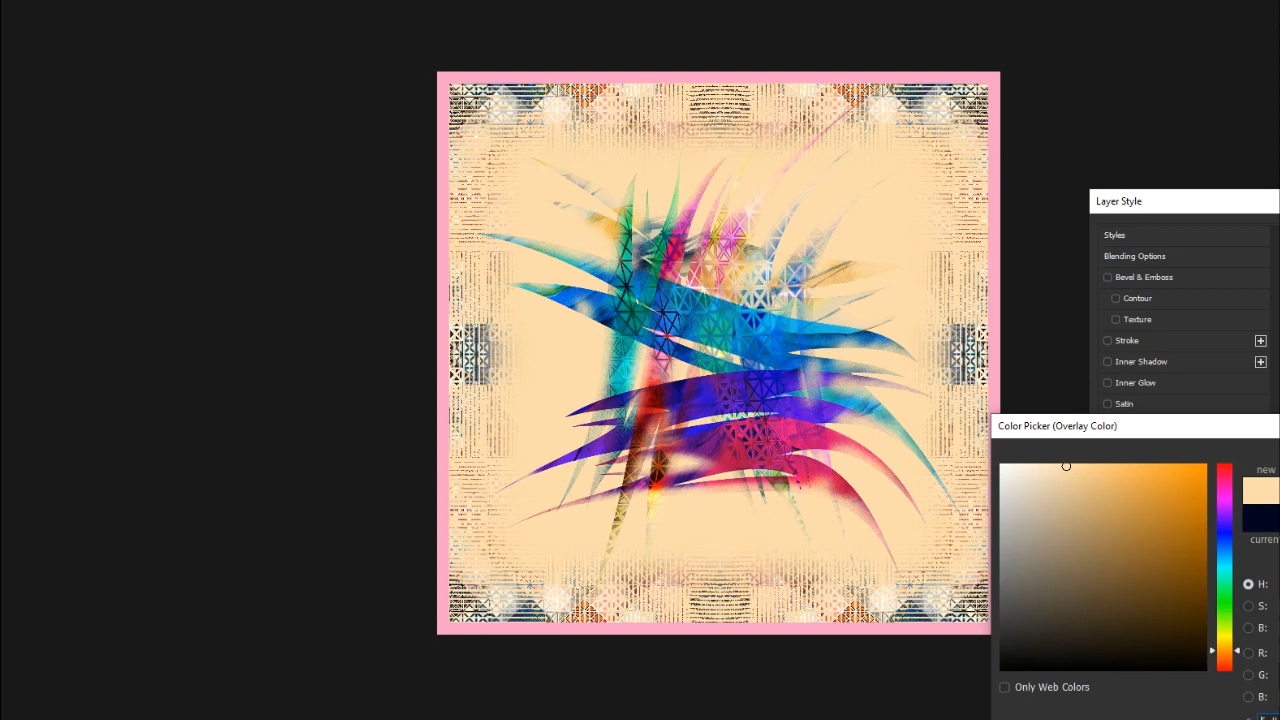 Layer Style
Styles
Blending Options
Bevel & Emboss
Contour
Texture
Stroke
Inner Shadow
Inner Glow
Satin
Color Picker (Overlay Color)
new
current
H:
S:
B:
R:
G:
B:
Only Web Colors